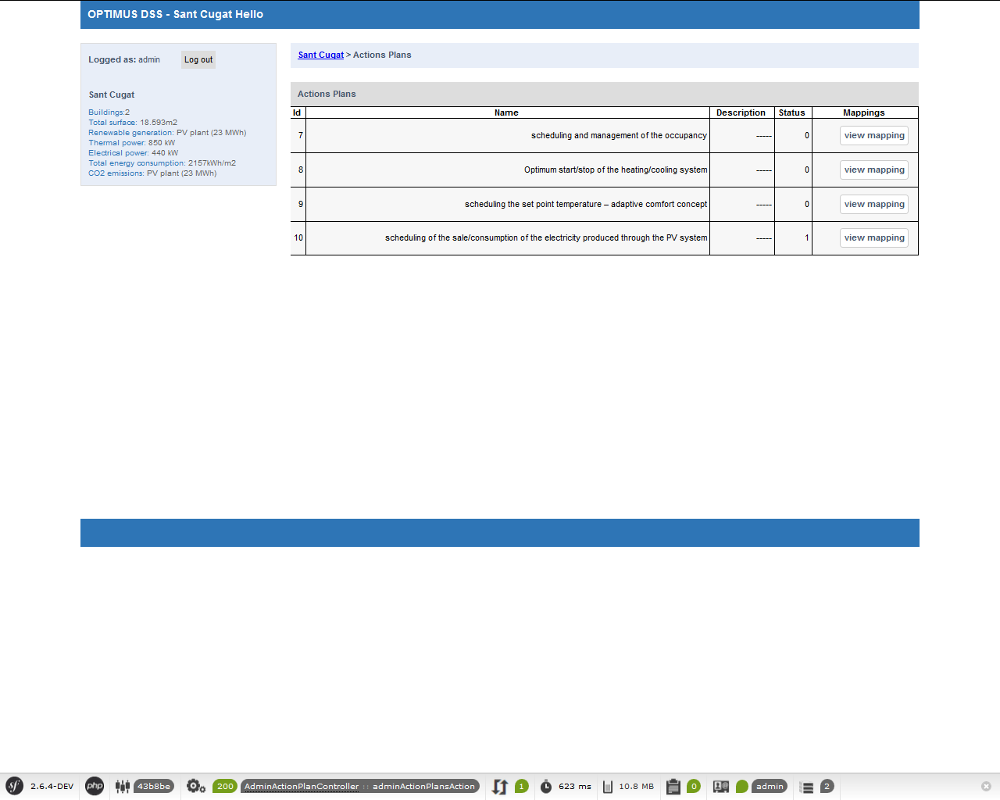 OPTIMUS DSS - Sant Cugat Hello
Logged as: admin Log out
Sant Cugat
Buildings:2
Total surface: 18.593m2
Renewable generation: PV plant (23 MWh)
Thermal power: 850 kW
Electrical power: 440 kW
Total energy consumption: 2157kWh/m2
CO2 emissions: PV plant (23 MWh)
Sant Cugat > Actions Plans
Actions Plans
Id Name Description Status Mappings
7 scheduling and management of the occupancy ----- 0 view mapping
8 Optimum start/stop of the heating/cooling system ----- 0 view mapping
9 scheduling the set point temperature – adaptive comfort concept ----- 0 view mapping
10 scheduling of the sale/consumption of the electricity produced through the PV system ----- 1 view mapping
sf 2.6.4-DEV php 43b8be 200 AdminActionPlanController :: adminActionPlansAction 1 623 ms 10.8 MB 0 admin 2